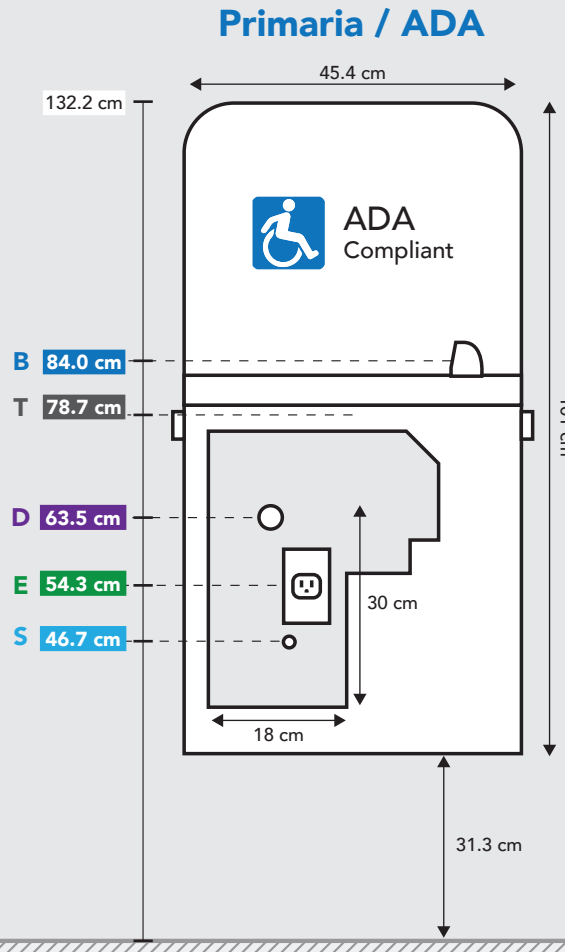 Primaria / ADA
45.4 cm
132.2 cm
ADA
Compliant
B 84.0 cm
T 78.7 cm
D 63.5 cm
E 54.3 cm
S 46.7 cm
30 cm
18 cm
31.3 cm